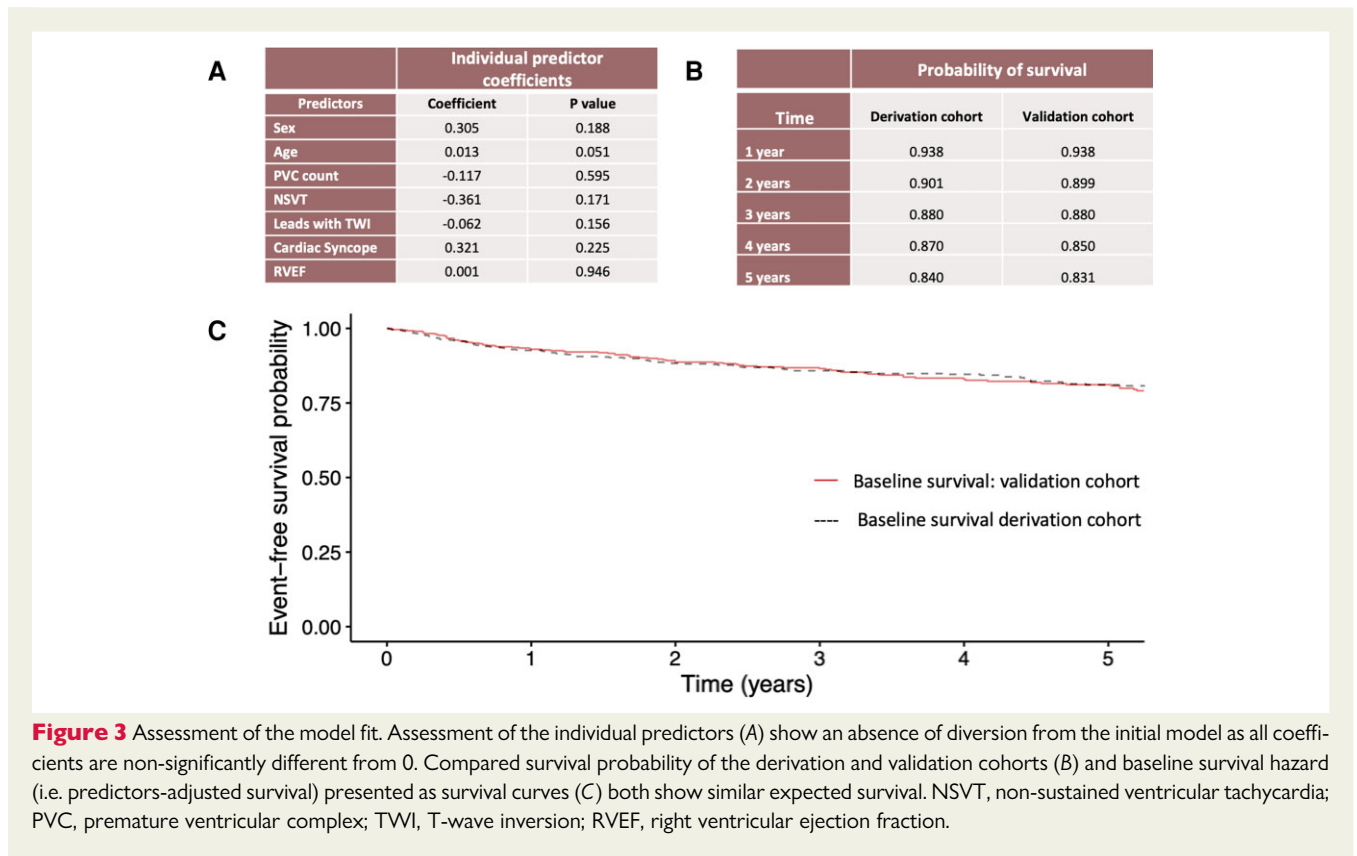 A
Individual predictor
coefficients
Predictors Coefficient P value
Sex 0.305 0.188
Age 0.013 0.051
PVC count -0.117 0.595
NSVT -0.361 0.171
Leads with TWI -0.062 0.156
Cardiac Syncope 0.321 0.225
RVEF 0.001 0.946
B
Probability of survival
Time Derivation cohort Validation cohort
1 year 0.938 0.938
2 years 0.901 0.899
3 years 0.880 0.880
4 years 0.870 0.850
5 years 0.840 0.831
C
Event-free survival probability
1.00
0.75
0.50
0.25
0.00
Baseline survival: validation cohort
Baseline survival derivation cohort
0 1 2 3 4 5
Time (years)
Figure 3 Assessment of the model fit. Assessment of the individual predictors (A) show an absence of diversion from the initial model as all coeffi-
cients are non-significantly different from 0. Compared survival probability of the derivation and validation cohorts (B) and baseline survival hazard
(i.e. predictors-adjusted survival) presented as survival curves (C) both show similar expected survival. NSVT, non-sustained ventricular tachycardia;
PVC, premature ventricular complex; TWI, T-wave inversion; RVEF, right ventricular ejection fraction.